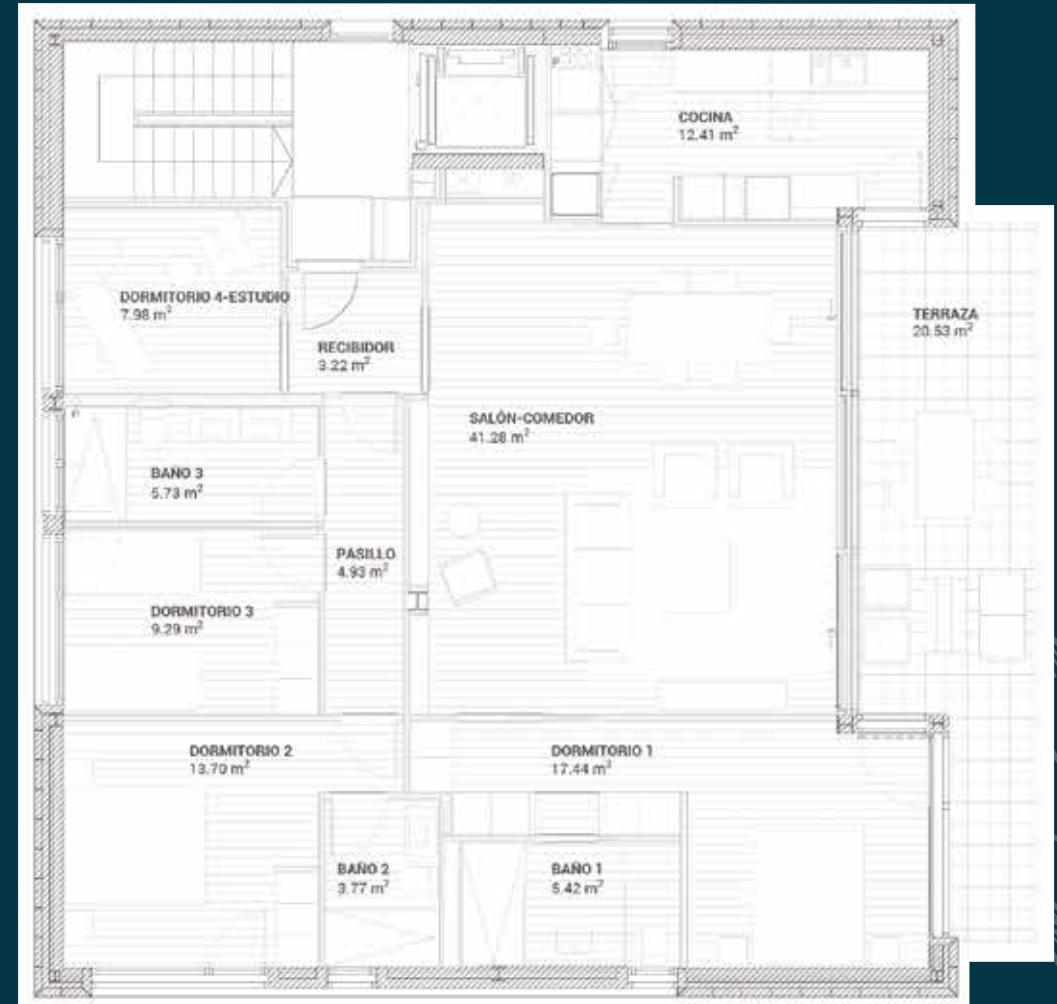 COCINA
12.41 m²
DORMITORIO 4-ESTUDIO
7.98 m²
RECIBIDOR
3.22 m²
TERRAZA
20.53 m²
SALÓN-COMEDOR
41.28 m²
BAÑO 3
5.73 m²
PASILLO
4.93 m²
DORMITORIO 3
9.29 m²
DORMITORIO 2
13.70 m²
DORMITORIO 1
17.44 m²
BAÑO 2
3.77 m²
BAÑO 1
5.42 m²